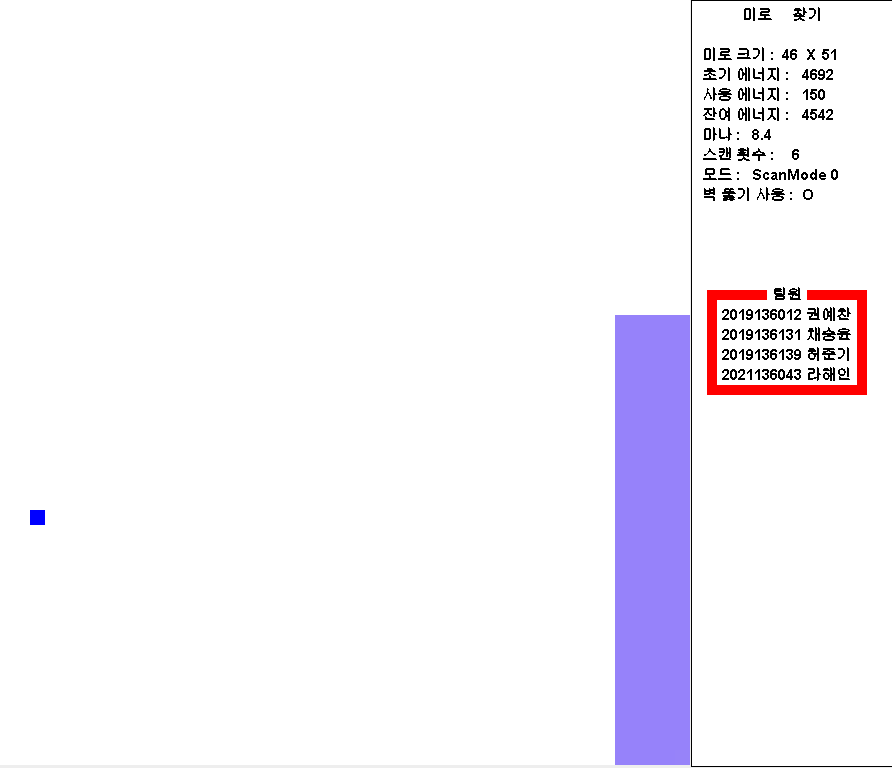 미로 찾기
미로 크기 : 46 X 51
초기 에너지 : 4692
사용 에너지 : 150
잔여 에너지 : 4542
마나 : 8.4
스캔 횟수 : 6
모드 : ScanMode 0
벽 뚫기 사용 : O
팀원
2019136012 권예찬
2019136131 채승윤
2019136139 허준기
2021136043 라해인